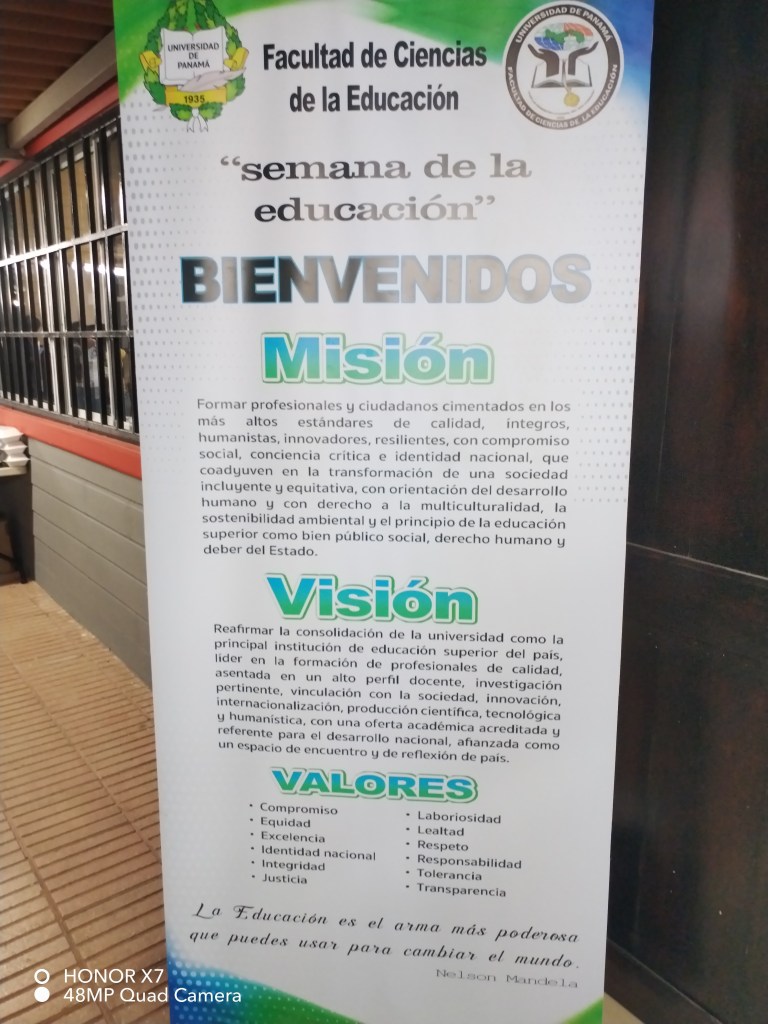 UNIVERSIDAD
DE
PANAMÁ
1935
Facultad de Ciencias
de la Educación
UNIVERSIDAD DE PANAMÁ
FACULTAD DE CIENCIAS DE LA EDUCACIÓN
“semana de la
educación”
BIENVENIDOS
Misión
Formar profesionales y ciudadanos cimentados en los
más altos estándares de calidad, íntegros,
humanistas, innovadores, resilientes, con compromiso
social, conciencia crítica e identidad nacional, que
coadyuven en la transformación de una sociedad
incluyente y equitativa, con orientación del desarrollo
humano y con derecho a la multiculturalidad, la
sostenibilidad ambiental y el principio de la educación
superior como bien público social, derecho humano y
deber del Estado.
Visión
Reafirmar la consolidación de la universidad como la
principal institución de educación superior del país,
líder en la formación de profesionales de calidad,
asentada en un alto perfil docente, investigación
pertinente, vinculación con la sociedad, innovación,
internacionalización, producción científica, tecnológica
y humanística, con una oferta académica acreditada y
referente para el desarrollo nacional, afianzada como
un espacio de encuentro y de reflexión de país.
VALORES
• Compromiso
• Equidad
• Excelencia
• Identidad nacional
• Integridad
• Justicia
• Laboriosidad
• Lealtad
• Respeto
• Responsabilidad
• Tolerancia
• Transparencia
La Educación es el arma más poderosa
que puedes usar para cambiar el mundo.
Nelson Mandela
HONOR X7
48MP Quad Camera